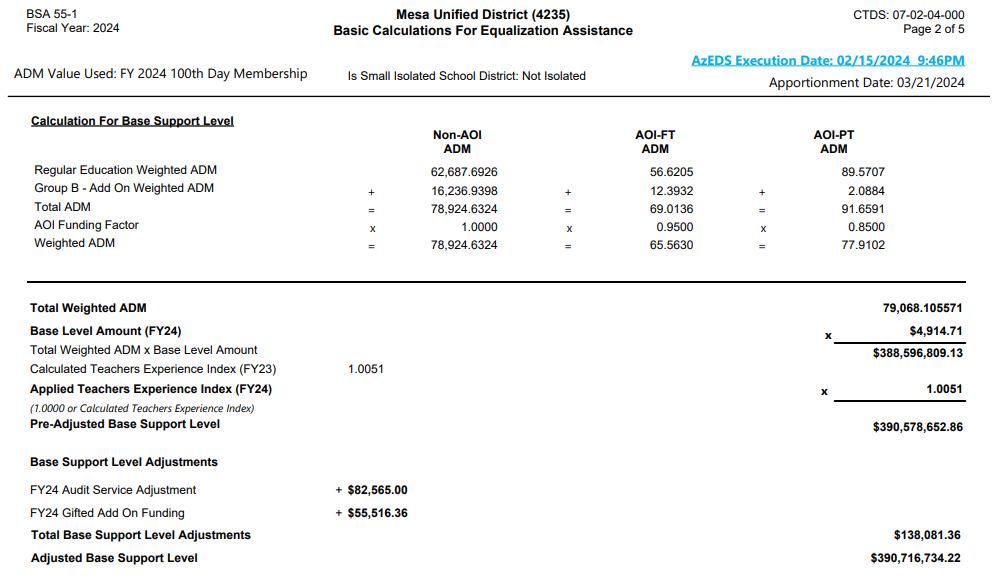 BSA 55-1 Mesa Unified District (4235) CTDS: 07-02-04-000
Fiscal Year: 2024 Basic Calculations For Equalization Assistance Page 2 of 5
AzEDS Execution Date: 02/15/2024 9:46PM
ADM Value Used: FY 2024 100th Day Membership Is Small Isolated School District: Not Isolated
Apportionment Date: 03/21/2024
Calculation For Base Support Level
Non-AOI AOI-FT AOI-PT
ADM ADM ADM
Regular Education Weighted ADM 62,687.6926 56.6205 89.5707
Group B - Add On Weighted ADM + 16,236.9398 + 12.3932 + 2.0884
Total ADM = 78,924.6324 = 69.0136 = 91.6591
AOI Funding Factor x 1.0000 x 0.9500 x 0.8500
Weighted ADM = 78,924.6324 = 65.5630 = 77.9102
Total Weighted ADM 79,068.105571
Base Level Amount (FY24) x $4,914.71
Total Weighted ADM x Base Level Amount $388,596,809.13
Calculated Teachers Experience Index (FY23) 1.0051
Applied Teachers Experience Index (FY24) x 1.0051
(1.0000 or Calculated Teachers Experience Index)
Pre-Adjusted Base Support Level $390,578,652.86
Base Support Level Adjustments
FY24 Audit Service Adjustment + $82,565.00
FY24 Gifted Add On Funding + $55,516.36
Total Base Support Level Adjustments $138,081.36
Adjusted Base Support Level $390,716,734.22